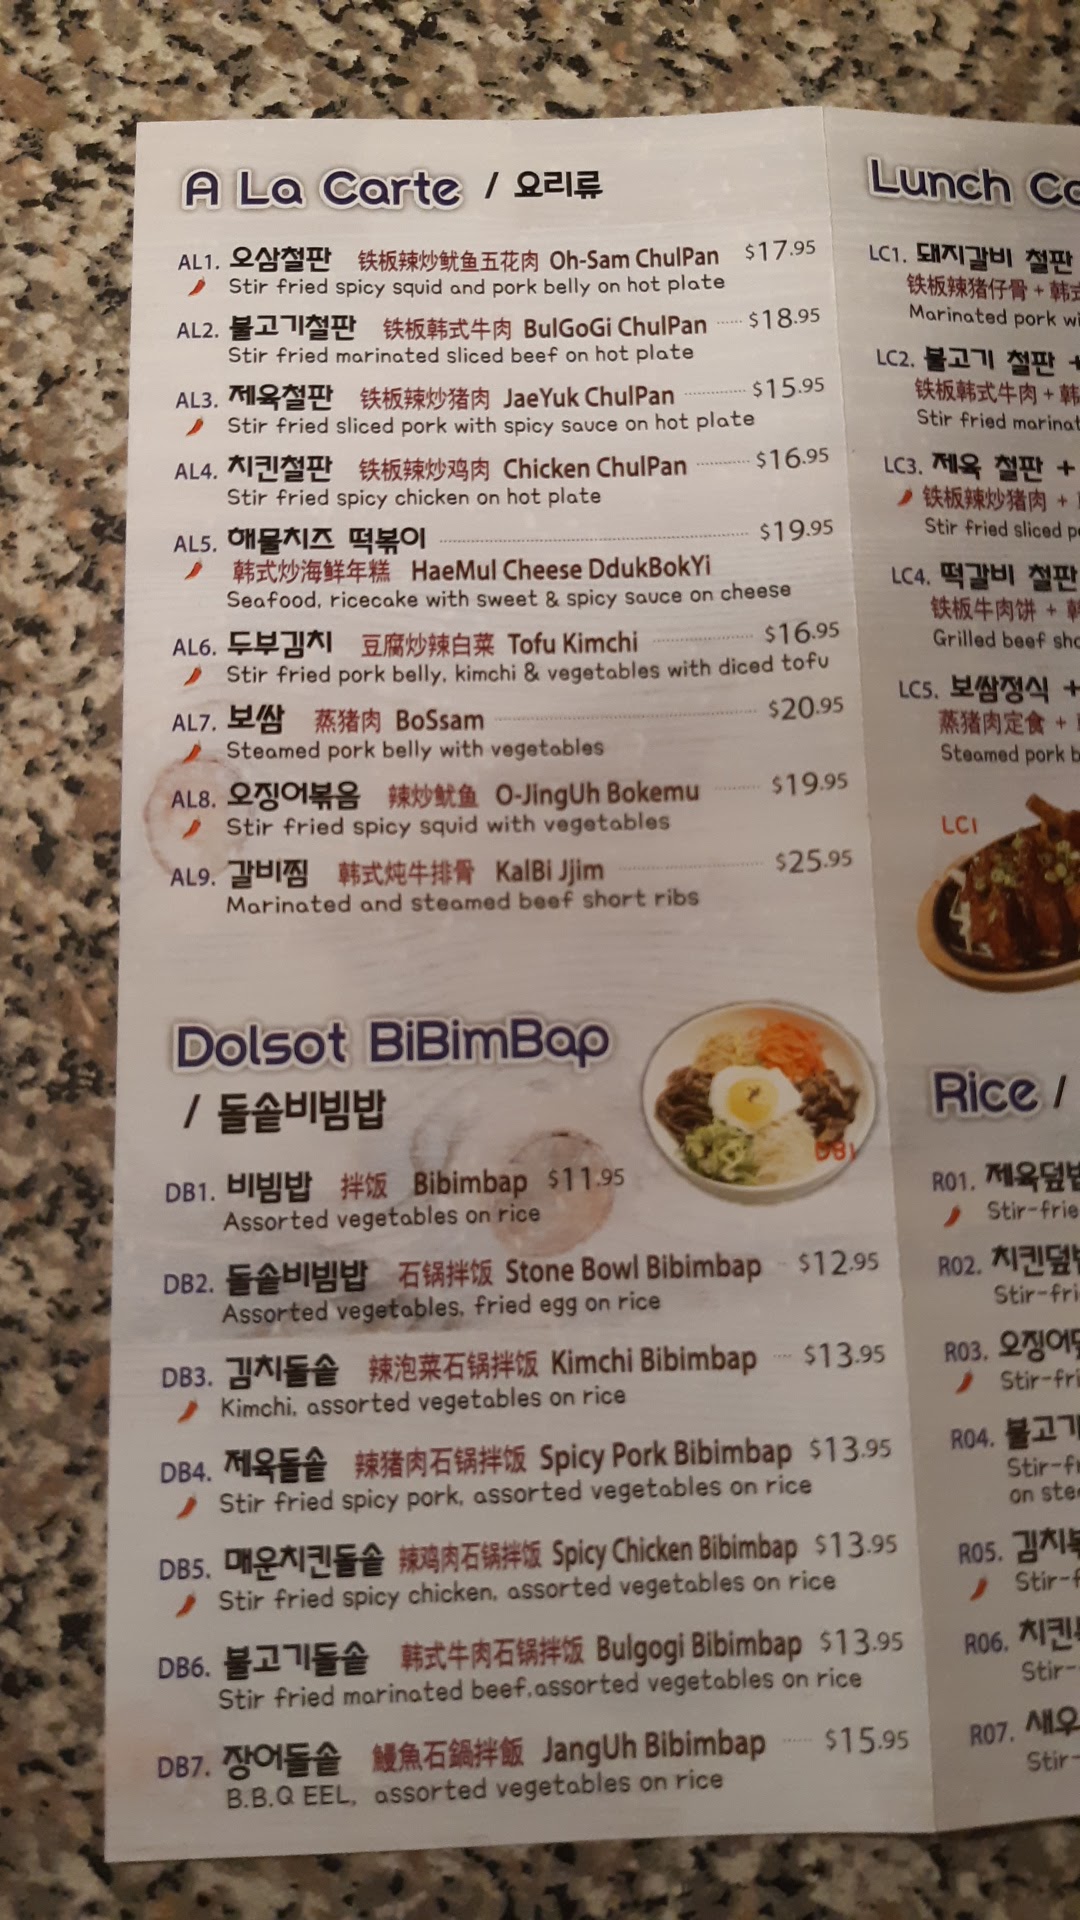 A La Carte / 요리류
AL1. 오삼철판 铁板辣炒鱿鱼五花肉 Oh-Sam ChulPan $17.95
Stir fried spicy squid and pork belly on hot plate
AL2. 불고기철판 铁板韩式牛肉 BulGoGi ChulPan $18.95
Stir fried marinated sliced beef on hot plate
AL3. 제육철판 铁板辣炒猪肉 JaeYuk ChulPan $15.95
Stir fried sliced pork with spicy sauce on hot plate
AL4. 치킨철판 铁板辣炒鸡肉 Chicken ChulPan $16.95
Stir fried spicy chicken on hot plate
AL5. 해물치즈 떡볶이 $19.95
韩式炒海鲜年糕 HaeMul Cheese DdukBokYi
Seafood, ricecake with sweet & spicy sauce on cheese
AL6. 두부김치 豆腐炒辣白菜 Tofu Kimchi $16.95
Stir fried pork belly, kimchi & vegetables with diced tofu
AL7. 보쌈 蒸猪肉 BoSsam $20.95
Steamed pork belly with vegetables
AL8. 오징어볶음 辣炒鱿鱼 O-JingUh Bokemu $19.95
Stir fried spicy squid with vegetables
AL9. 갈비찜 韩式炖牛排骨 KalBi Jjim $25.95
Marinated and steamed beef short ribs
Dolsot BiBimBap
/ 돌솥비빔밥
DB1
DB1. 비빔밥 拌饭 Bibimbap $11.95
Assorted vegetables on rice
DB2. 돌솥비빔밥 石锅拌饭 Stone Bowl Bibimbap $12.95
Assorted vegetables, fried egg on rice
DB3. 김치돌솥 辣泡菜石锅拌饭 Kimchi Bibimbap $13.95
Kimchi, assorted vegetables on rice
DB4. 제육돌솥 辣猪肉石锅拌饭 Spicy Pork Bibimbap $13.95
Stir fried spicy pork, assorted vegetables on rice
DB5. 매운치킨돌솥 辣鸡肉石锅拌饭 Spicy Chicken Bibimbap $13.95
Stir fried spicy chicken, assorted vegetables on rice
DB6. 불고기돌솥 韩式牛肉石锅拌饭 Bulgogi Bibimbap $13.95
Stir fried marinated beef,assorted vegetables on rice
DB7. 장어돌솥 鰻魚石鍋拌飯 JangUh Bibimbap $15.95
B.B.Q EEL, assorted vegetables on rice
Lunch
LC1. 돼지갈비 철판
铁板辣猪仔骨 + 韩式
Marinated pork
LC2. 불고기 철판 +
铁板韩式牛肉 + 韩
Stir fried
LC3. 제육 철판 +
铁板辣炒猪肉 +
Stir fried sliced
LC4. 떡갈비 철판
铁板牛肉饼 + 韩
Grilled beef
LC5. 보쌈정식 +
蒸猪肉定食 +
Steamed pork
LC1
Rice /
R01. 제육덮밥
R02. 치킨덮밥
R03. 오징어덮
R04. 불고기
on
R05. 김치볶
R06. 치킨
R07. 새우
Stir-